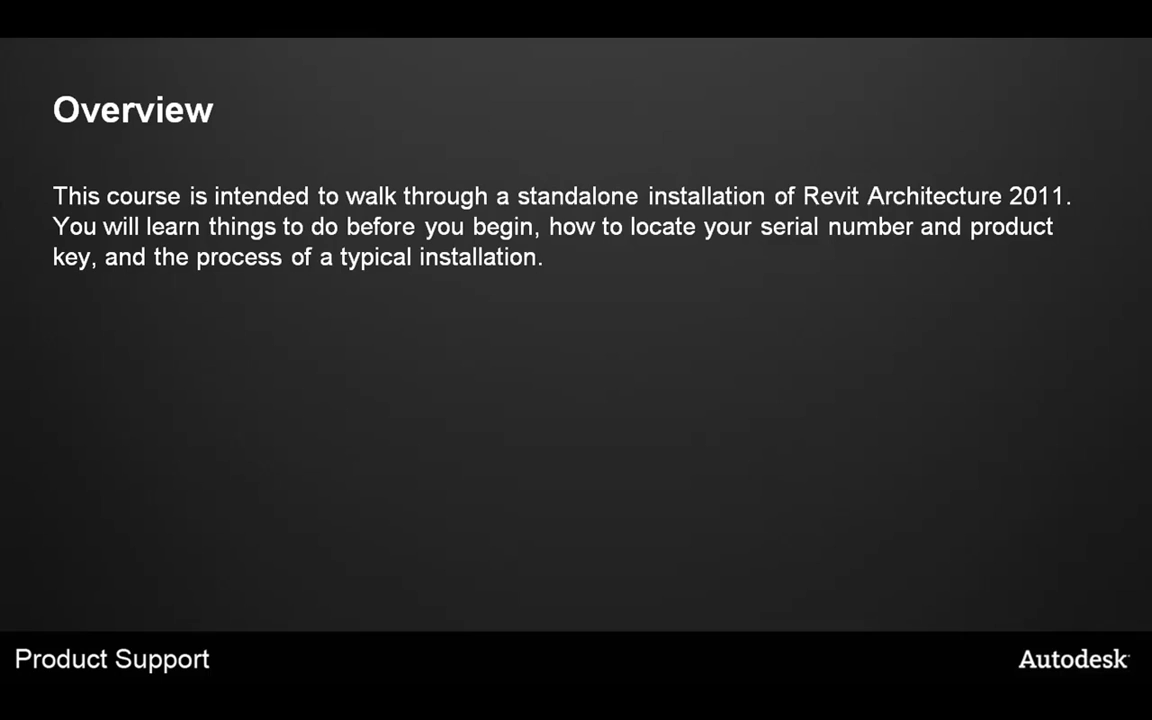 Overview
This course is intended to walk through a standalone installation of Revit Architecture 2011.
You will learn things to do before you begin, how to locate your serial number and product
key, and the process of a typical installation.
Product Support
Autodesk